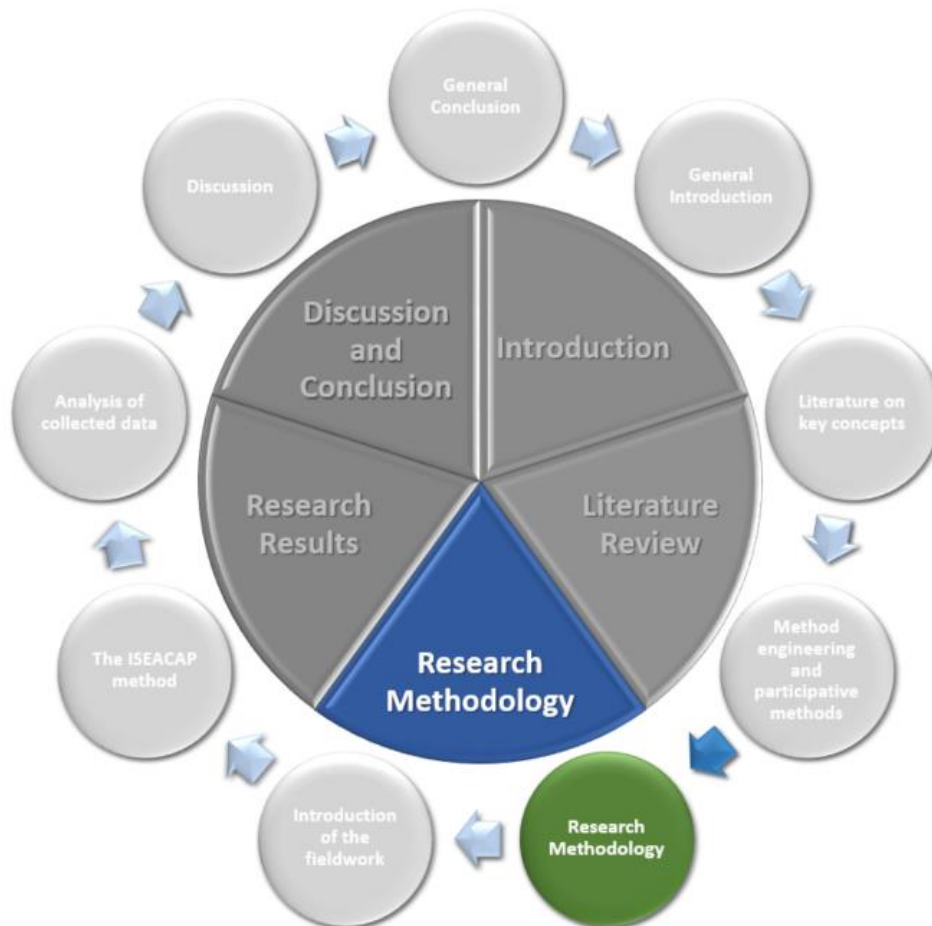 General
Conclusion
General
Introduction
Literature on
key concepts
Method
engineering
and
participative
methods
Research
Methodology
Introduction
of the
fieldwork
The ISEACAP
method
Analysis of
collected data
Discussion
Discussion
and
Conclusion
Introduction
Literature
Review
Research
Methodology
Research
Results